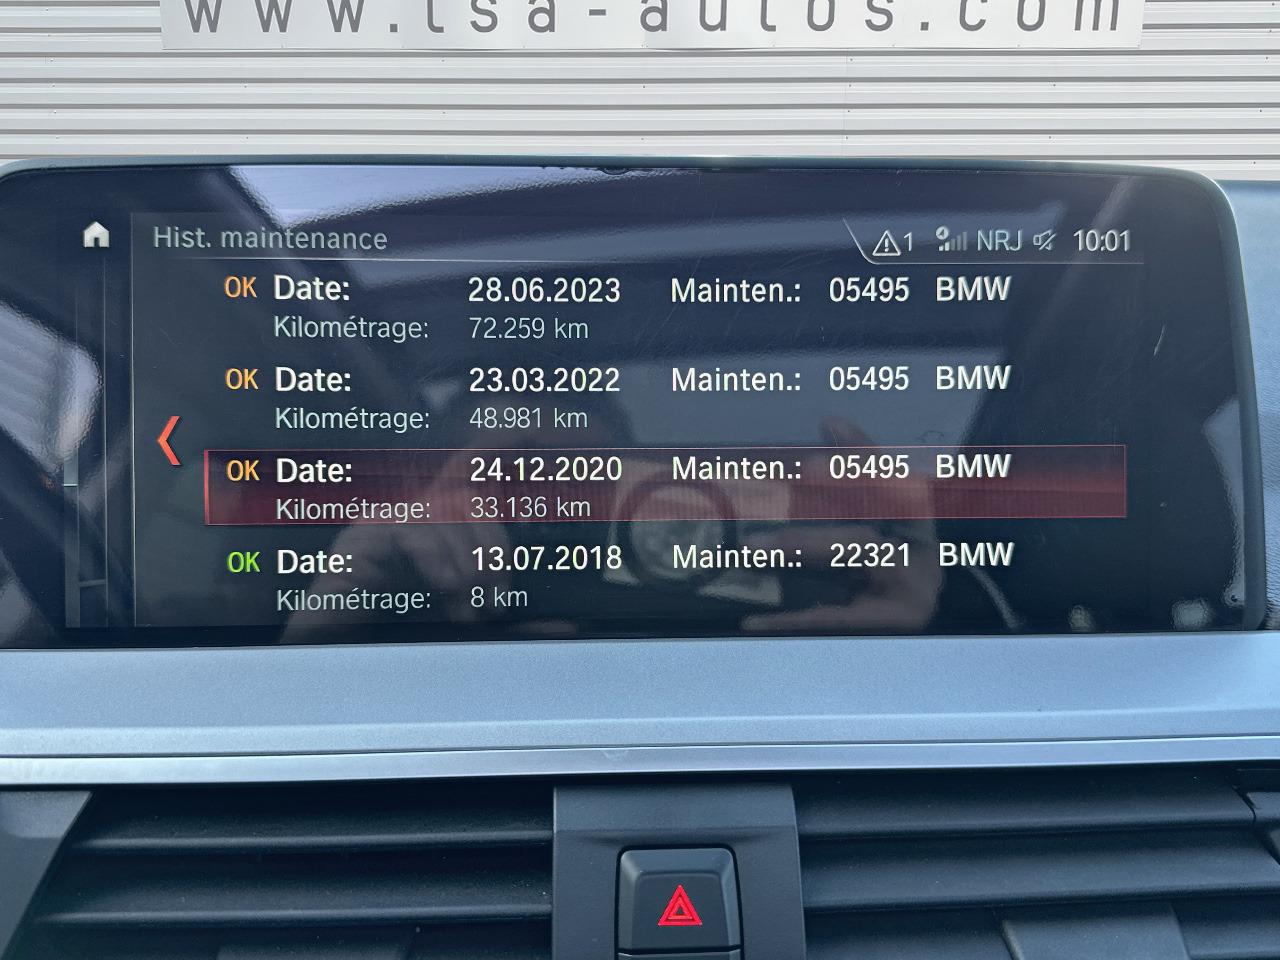 www.tsa-autos.com
Hist. maintenance
1 NRJ 10:01
OK Date: 28.06.2023 Mainten.: 05495 BMW
Kilométrage: 72.259 km
OK Date: 23.03.2022 Mainten.: 05495 BMW
Kilométrage: 48.981 km
OK Date: 24.12.2020 Mainten.: 05495 BMW
Kilométrage: 33.136 km
OK Date: 13.07.2018 Mainten.: 22321 BMW
Kilométrage: 8 km